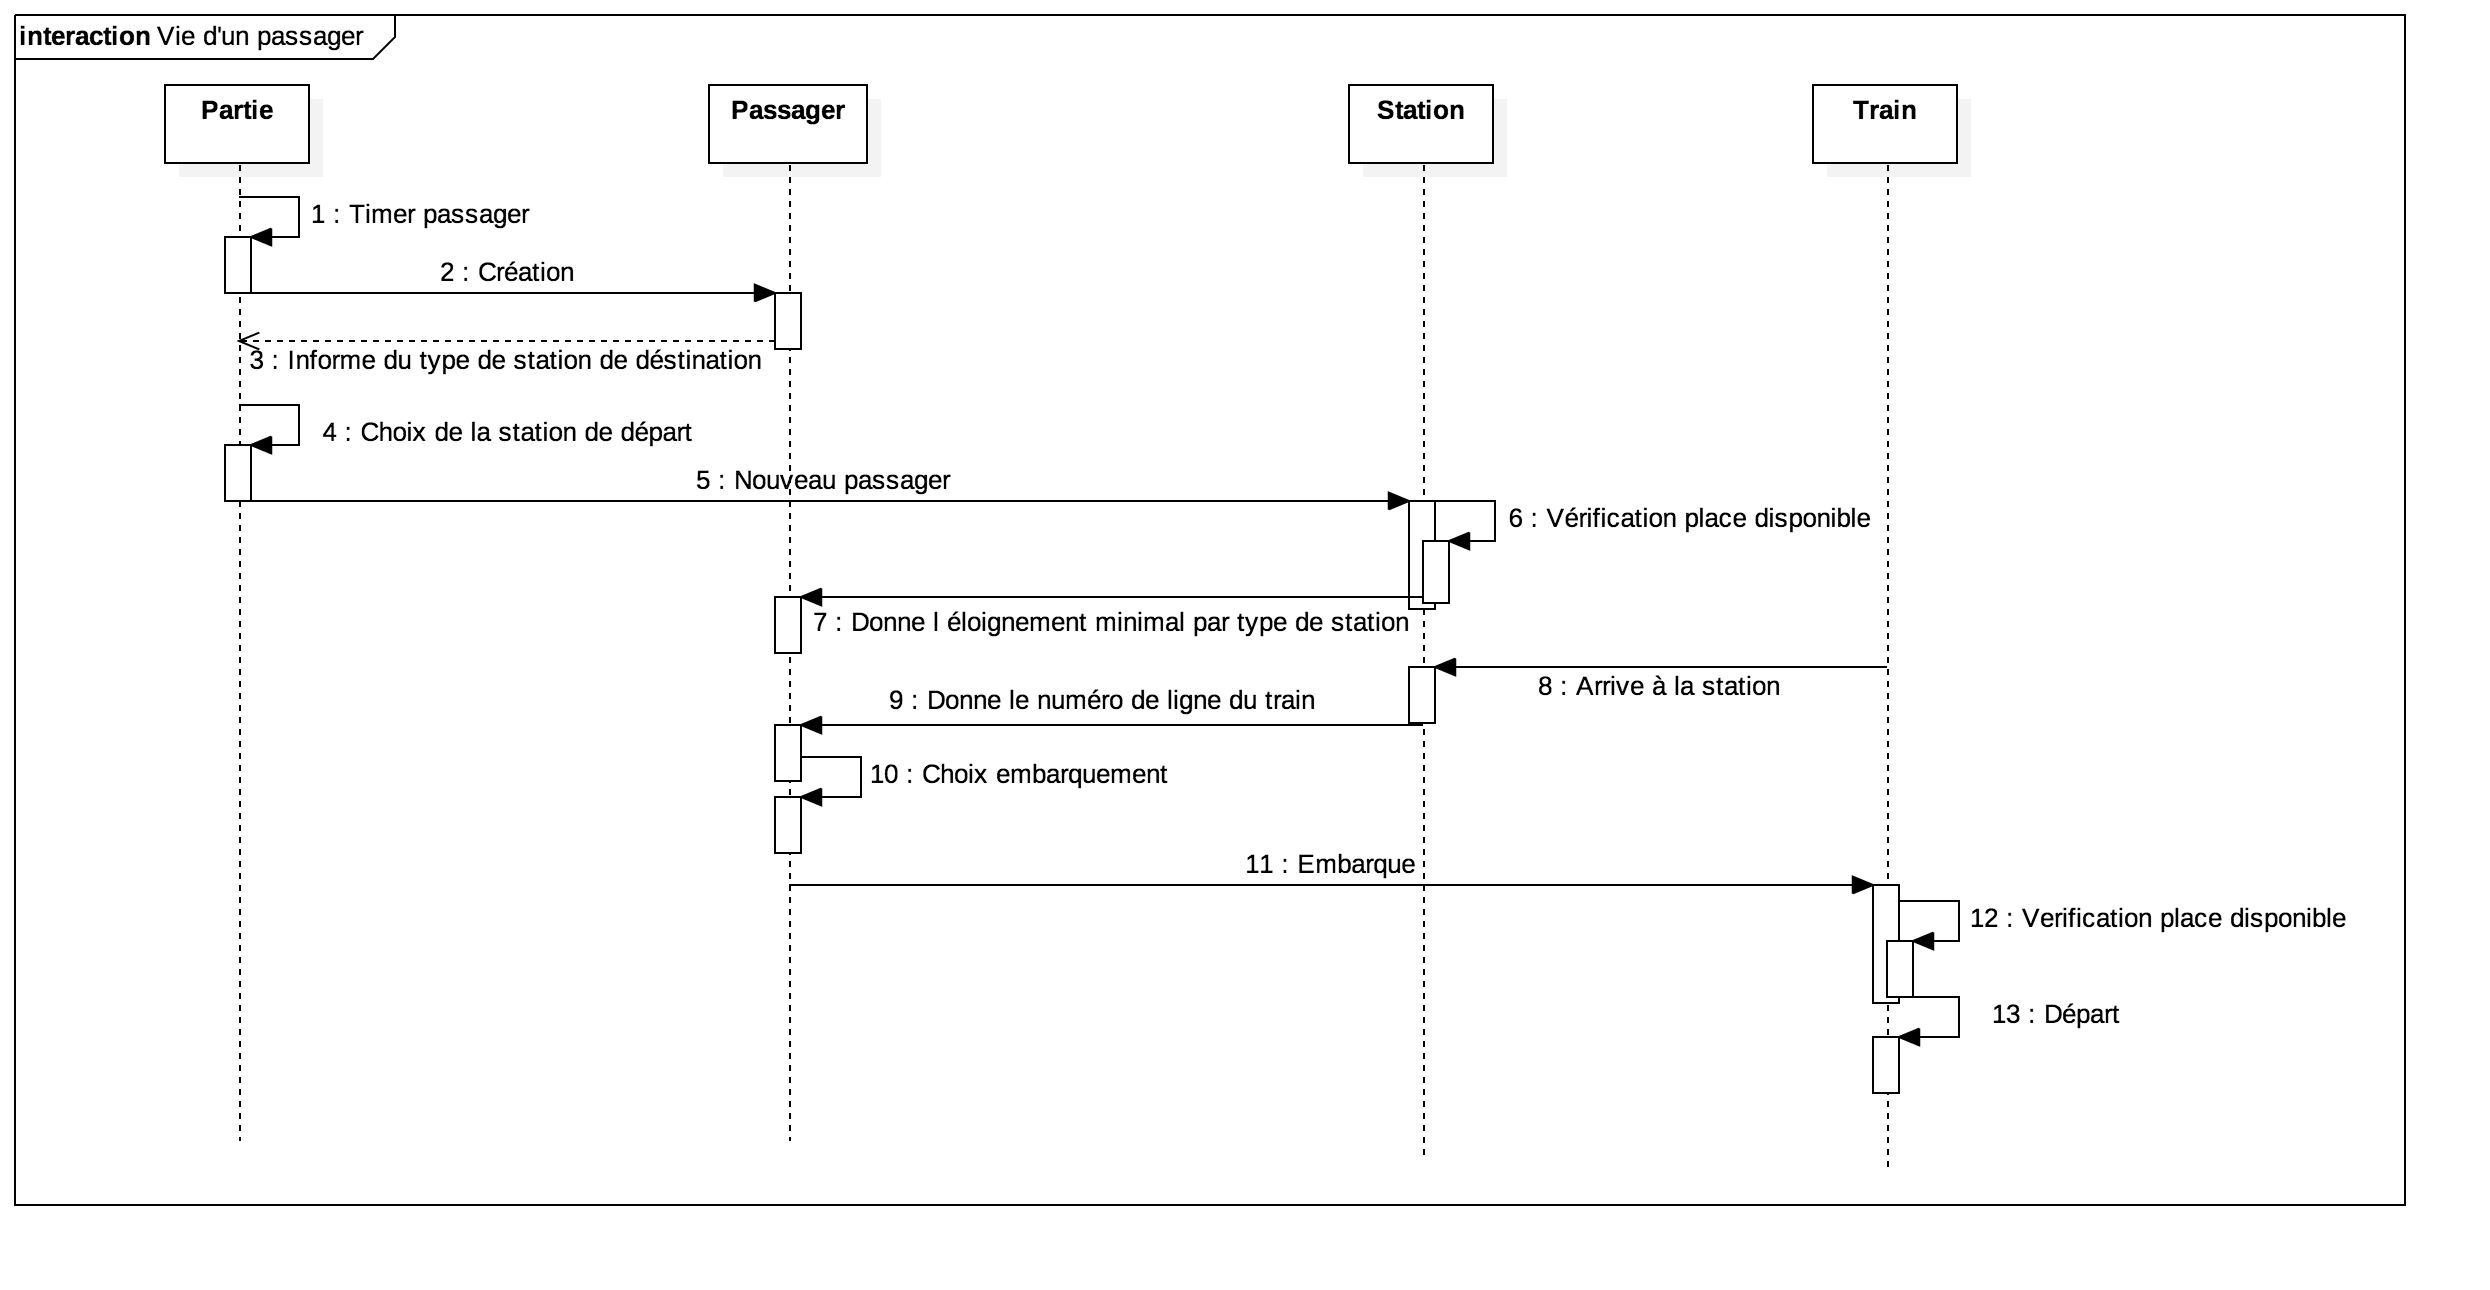 interaction Vie d'un passager
Partie
Passager
Station
Train
1 : Timer passager
2 : Création
3 : Informe du type de station de déstination
4 : Choix de la station de départ
5 : Nouveau passager
6 : Vérification place disponible
7 : Donne l éloignement minimal par type de station
8 : Arrive à la station
9 : Donne le numéro de ligne du train
10 : Choix embarquement
11 : Embarque
12 : Verification place disponible
13 : Départ